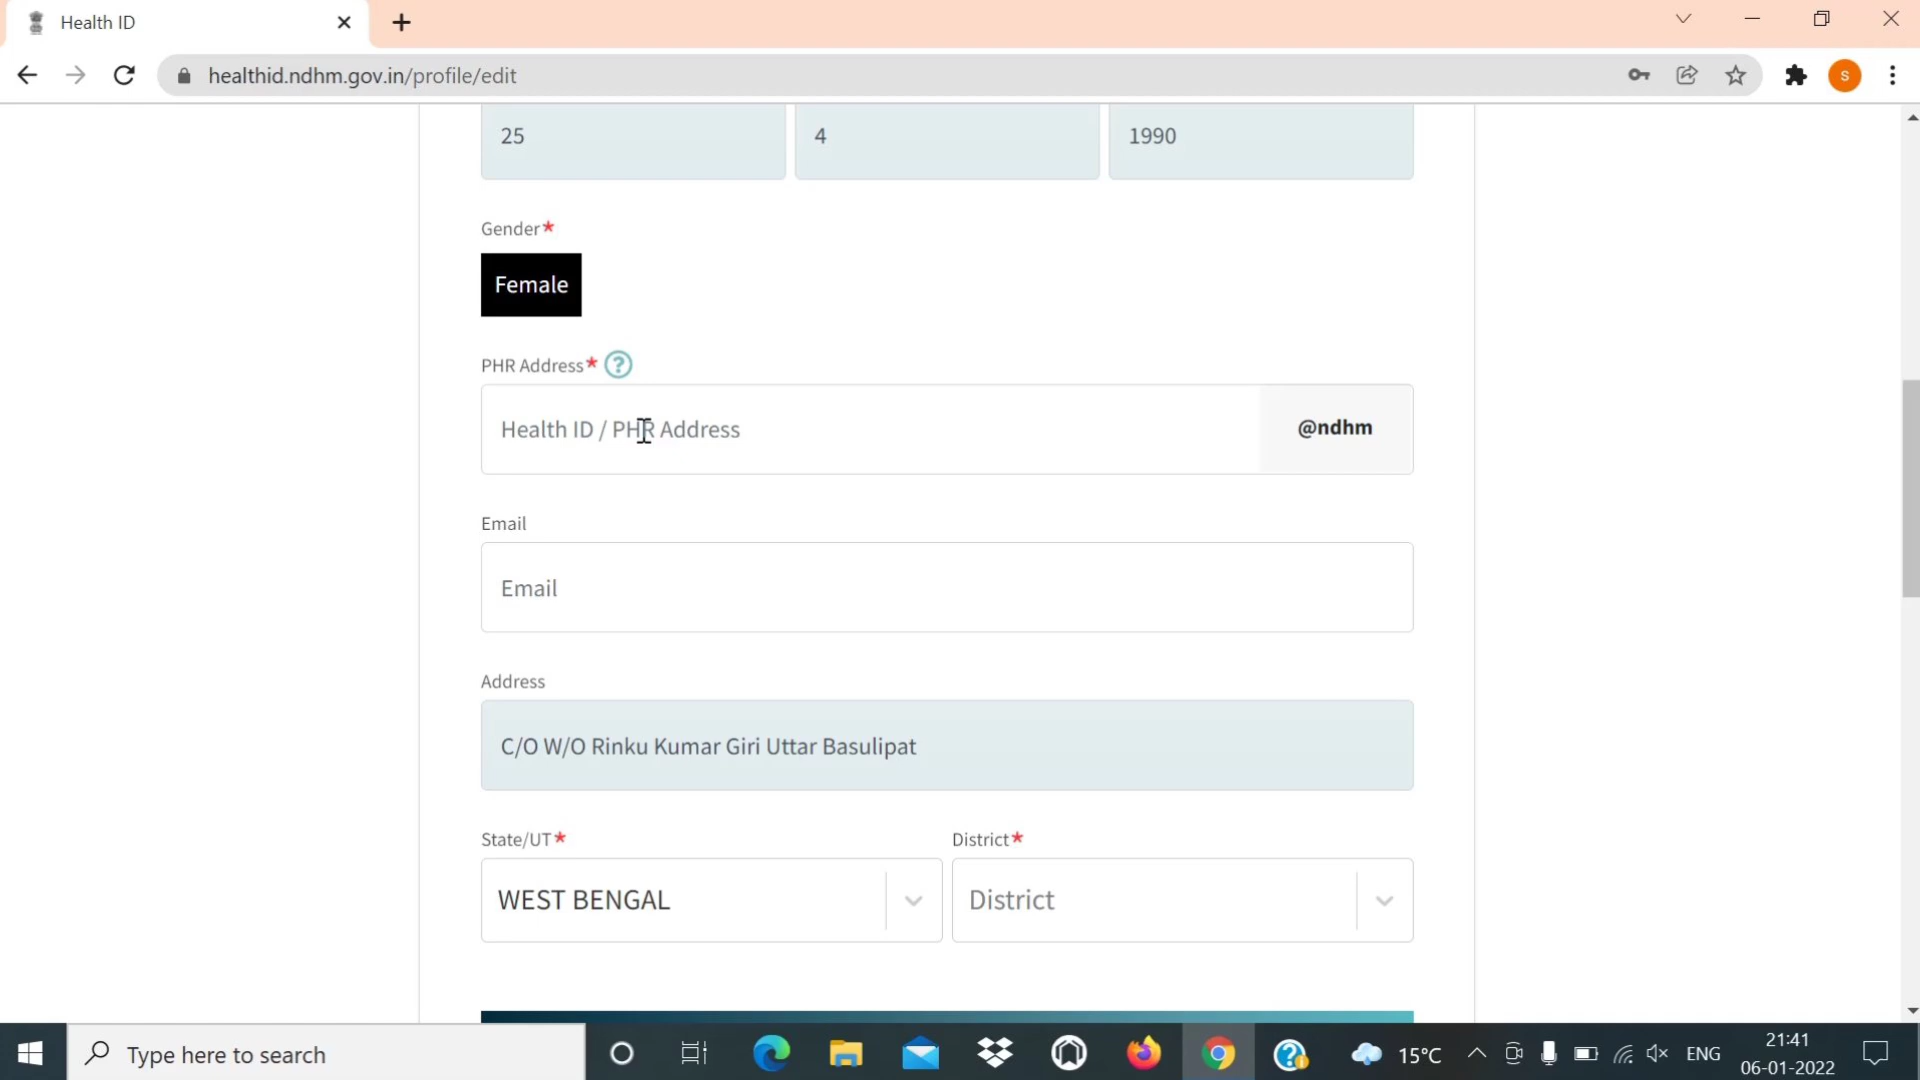 Health ID
healthid.ndhm.gov.in/profile/edit
S
25 4 1990
Gender*
Female
PHR Address* ?
Health ID / PHR Address @ndhm
Email
Email
Address
C/O W/O Rinku Kumar Giri Uttar Basulipat
State/UT* District*
WEST BENGAL District
Type here to search 15°C ENG 21:41
06-01-2022